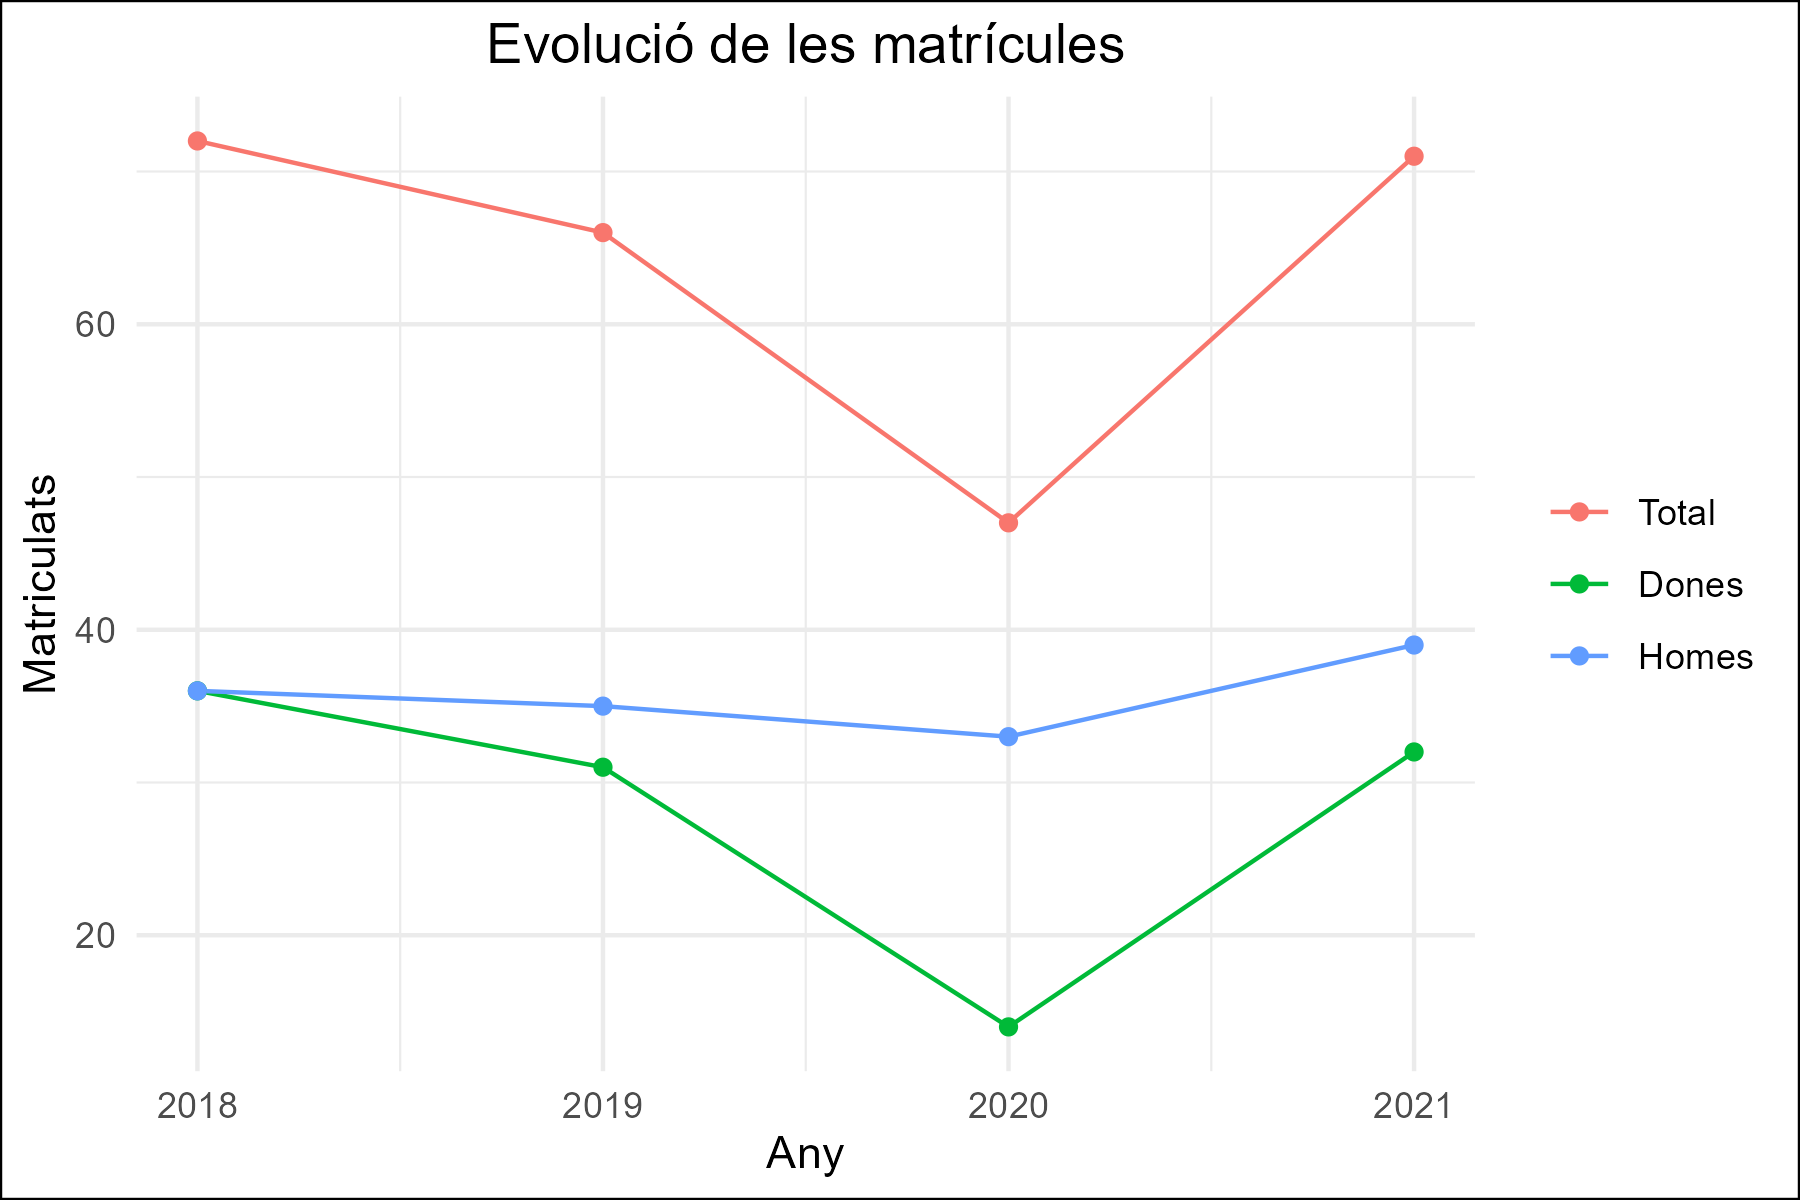 Evolució de les matrícules
Matriculats
60
40
20
2018 2019 2020 2021
Any
Total
Dones
Homes